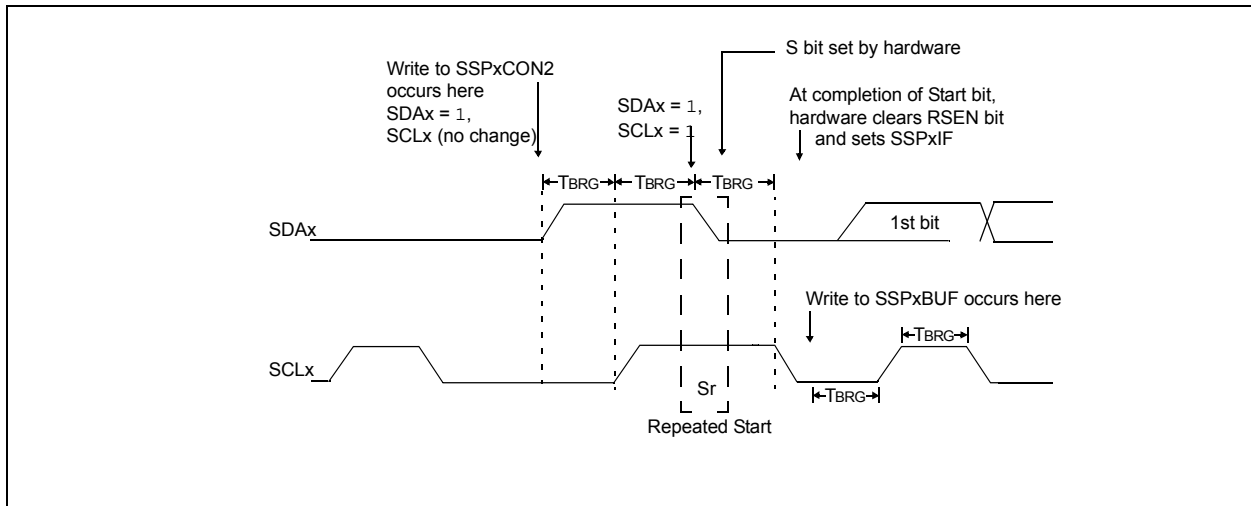 S bit set by hardware
Write to SSPxCON2
occurs here
SDAx = 1,
SCLx (no change)
SDAx = 1,
SCLx = 1
At completion of Start bit,
hardware clears RSEN bit
and sets SSPxIF
TBRG TBRG TBRG
SDAx
1st bit
Write to SSPxBUF occurs here
TBRG
SCLx
TBRG
Sr
Repeated Start